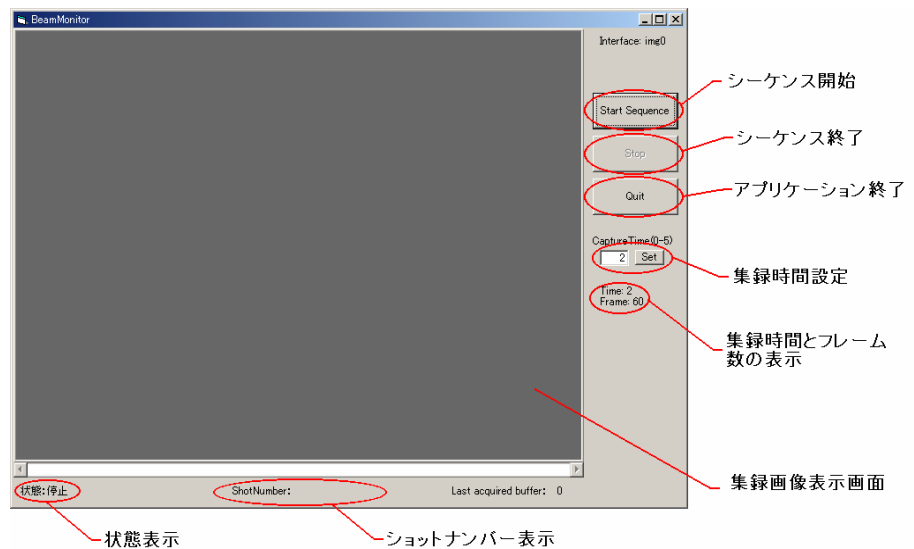 BeamMonitor
Interface: img0
シーケンス開始
Start Sequence
シーケンス終了
Stop
アプリケーション終了
Quit
CaptureTime(0-5)
2 Set
集録時間設定
Time: 2
Frame: 60
集録時間とフレーム
数の表示
集録画像表示画面
状態:停止 ShotNumber: Last acquired buffer: 0
状態表示
ショットナンバー表示